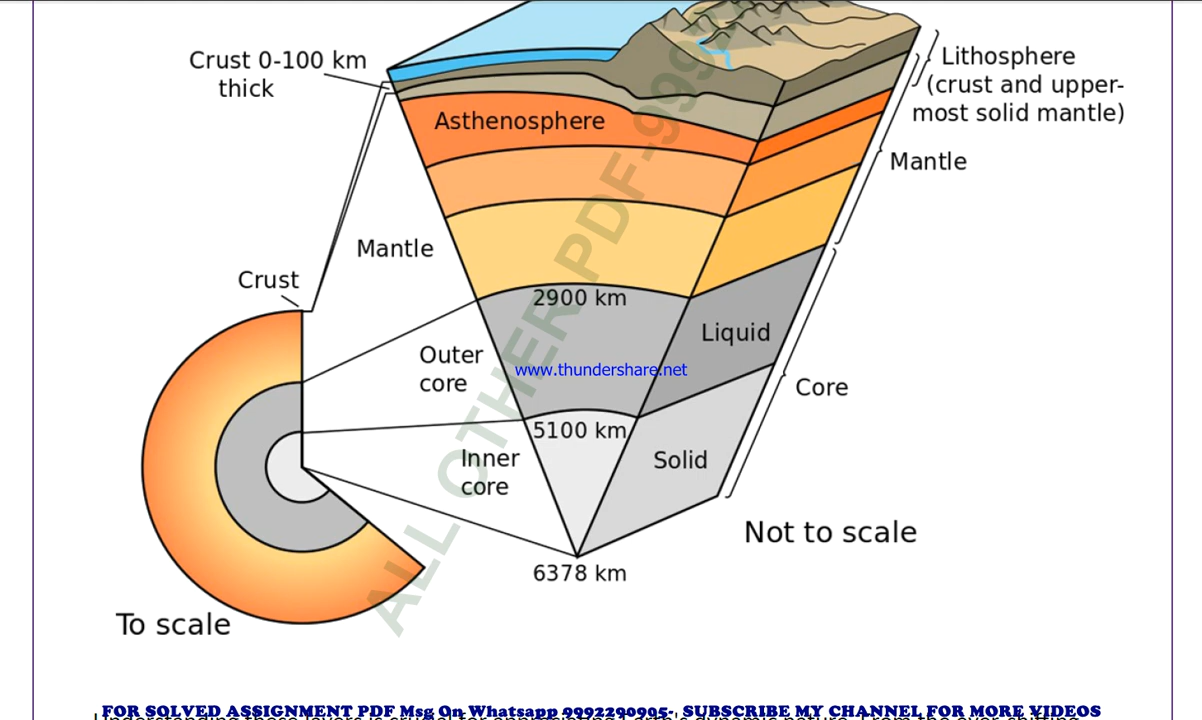 Crust 0-100 km
thick
Lithosphere
(crust and upper-
most solid mantle)
Asthenosphere
Mantle
Mantle
Crust
2900 km
Liquid
Outer
core
www.thundershare.net
Core
5100 km
Inner
core
Solid
Not to scale
6378 km
To scale
ALL OTHER PDF-999
FOR SOLVED ASSIGNMENT PDF Msg On Whatsapp 9992290995- SUBSCRIBE MY CHANNEL FOR MORE VIDEOS